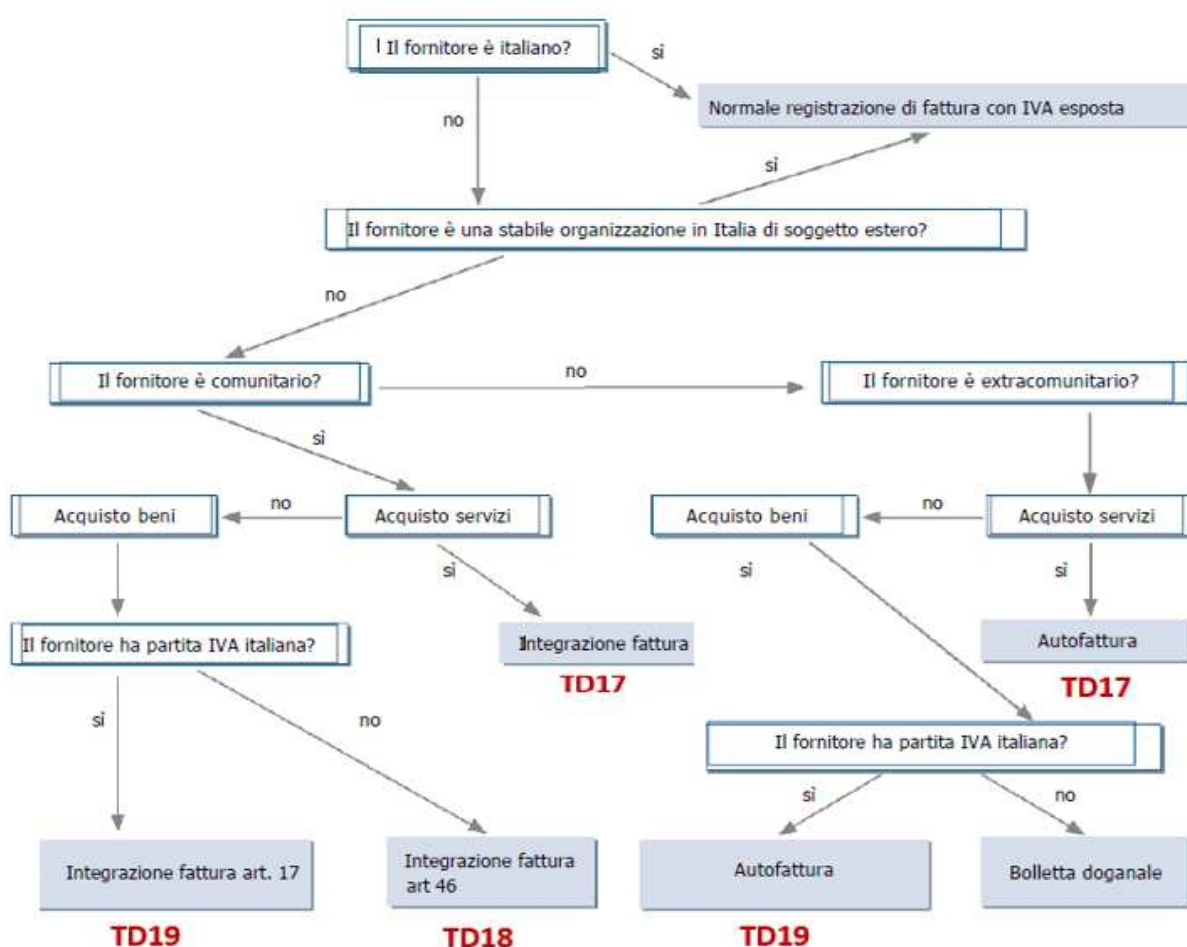 Il fornitore è italiano?
sì
Normale registrazione di fattura con IVA esposta
no
sì
Il fornitore è una stabile organizzazione in Italia di soggetto estero?
no
Il fornitore è comunitario?
no
Il fornitore è extracomunitario?
sì
Acquisto beni
no
Acquisto servizi
Acquisto beni
no
Acquisto servizi
sì
sì
sì
Il fornitore ha partita IVA italiana?
Integrazione fattura
TD17
Autofattura
TD17
sì
no
Il fornitore ha partita IVA italiana?
sì
no
Integrazione fattura art. 17
Integrazione fattura
art 46
Autofattura
Bolletta doganale
TD19
TD18
TD19